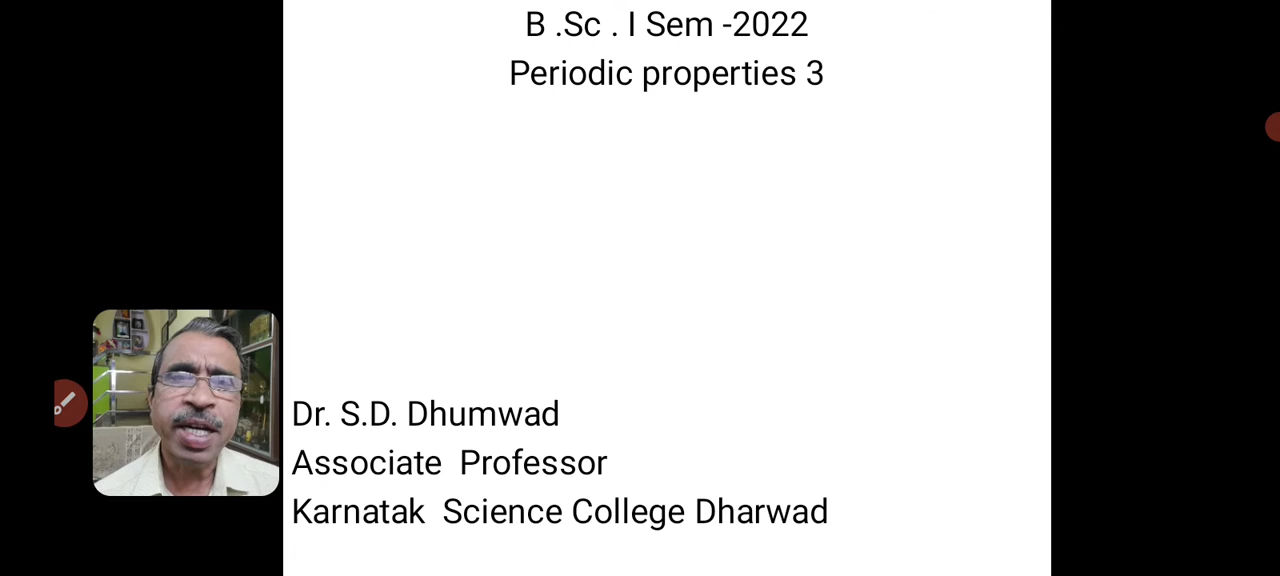 B .Sc . I Sem -2022
Periodic properties 3
Dr. S.D. Dhumwad
Associate  Professor
Karnatak  Science College Dharwad